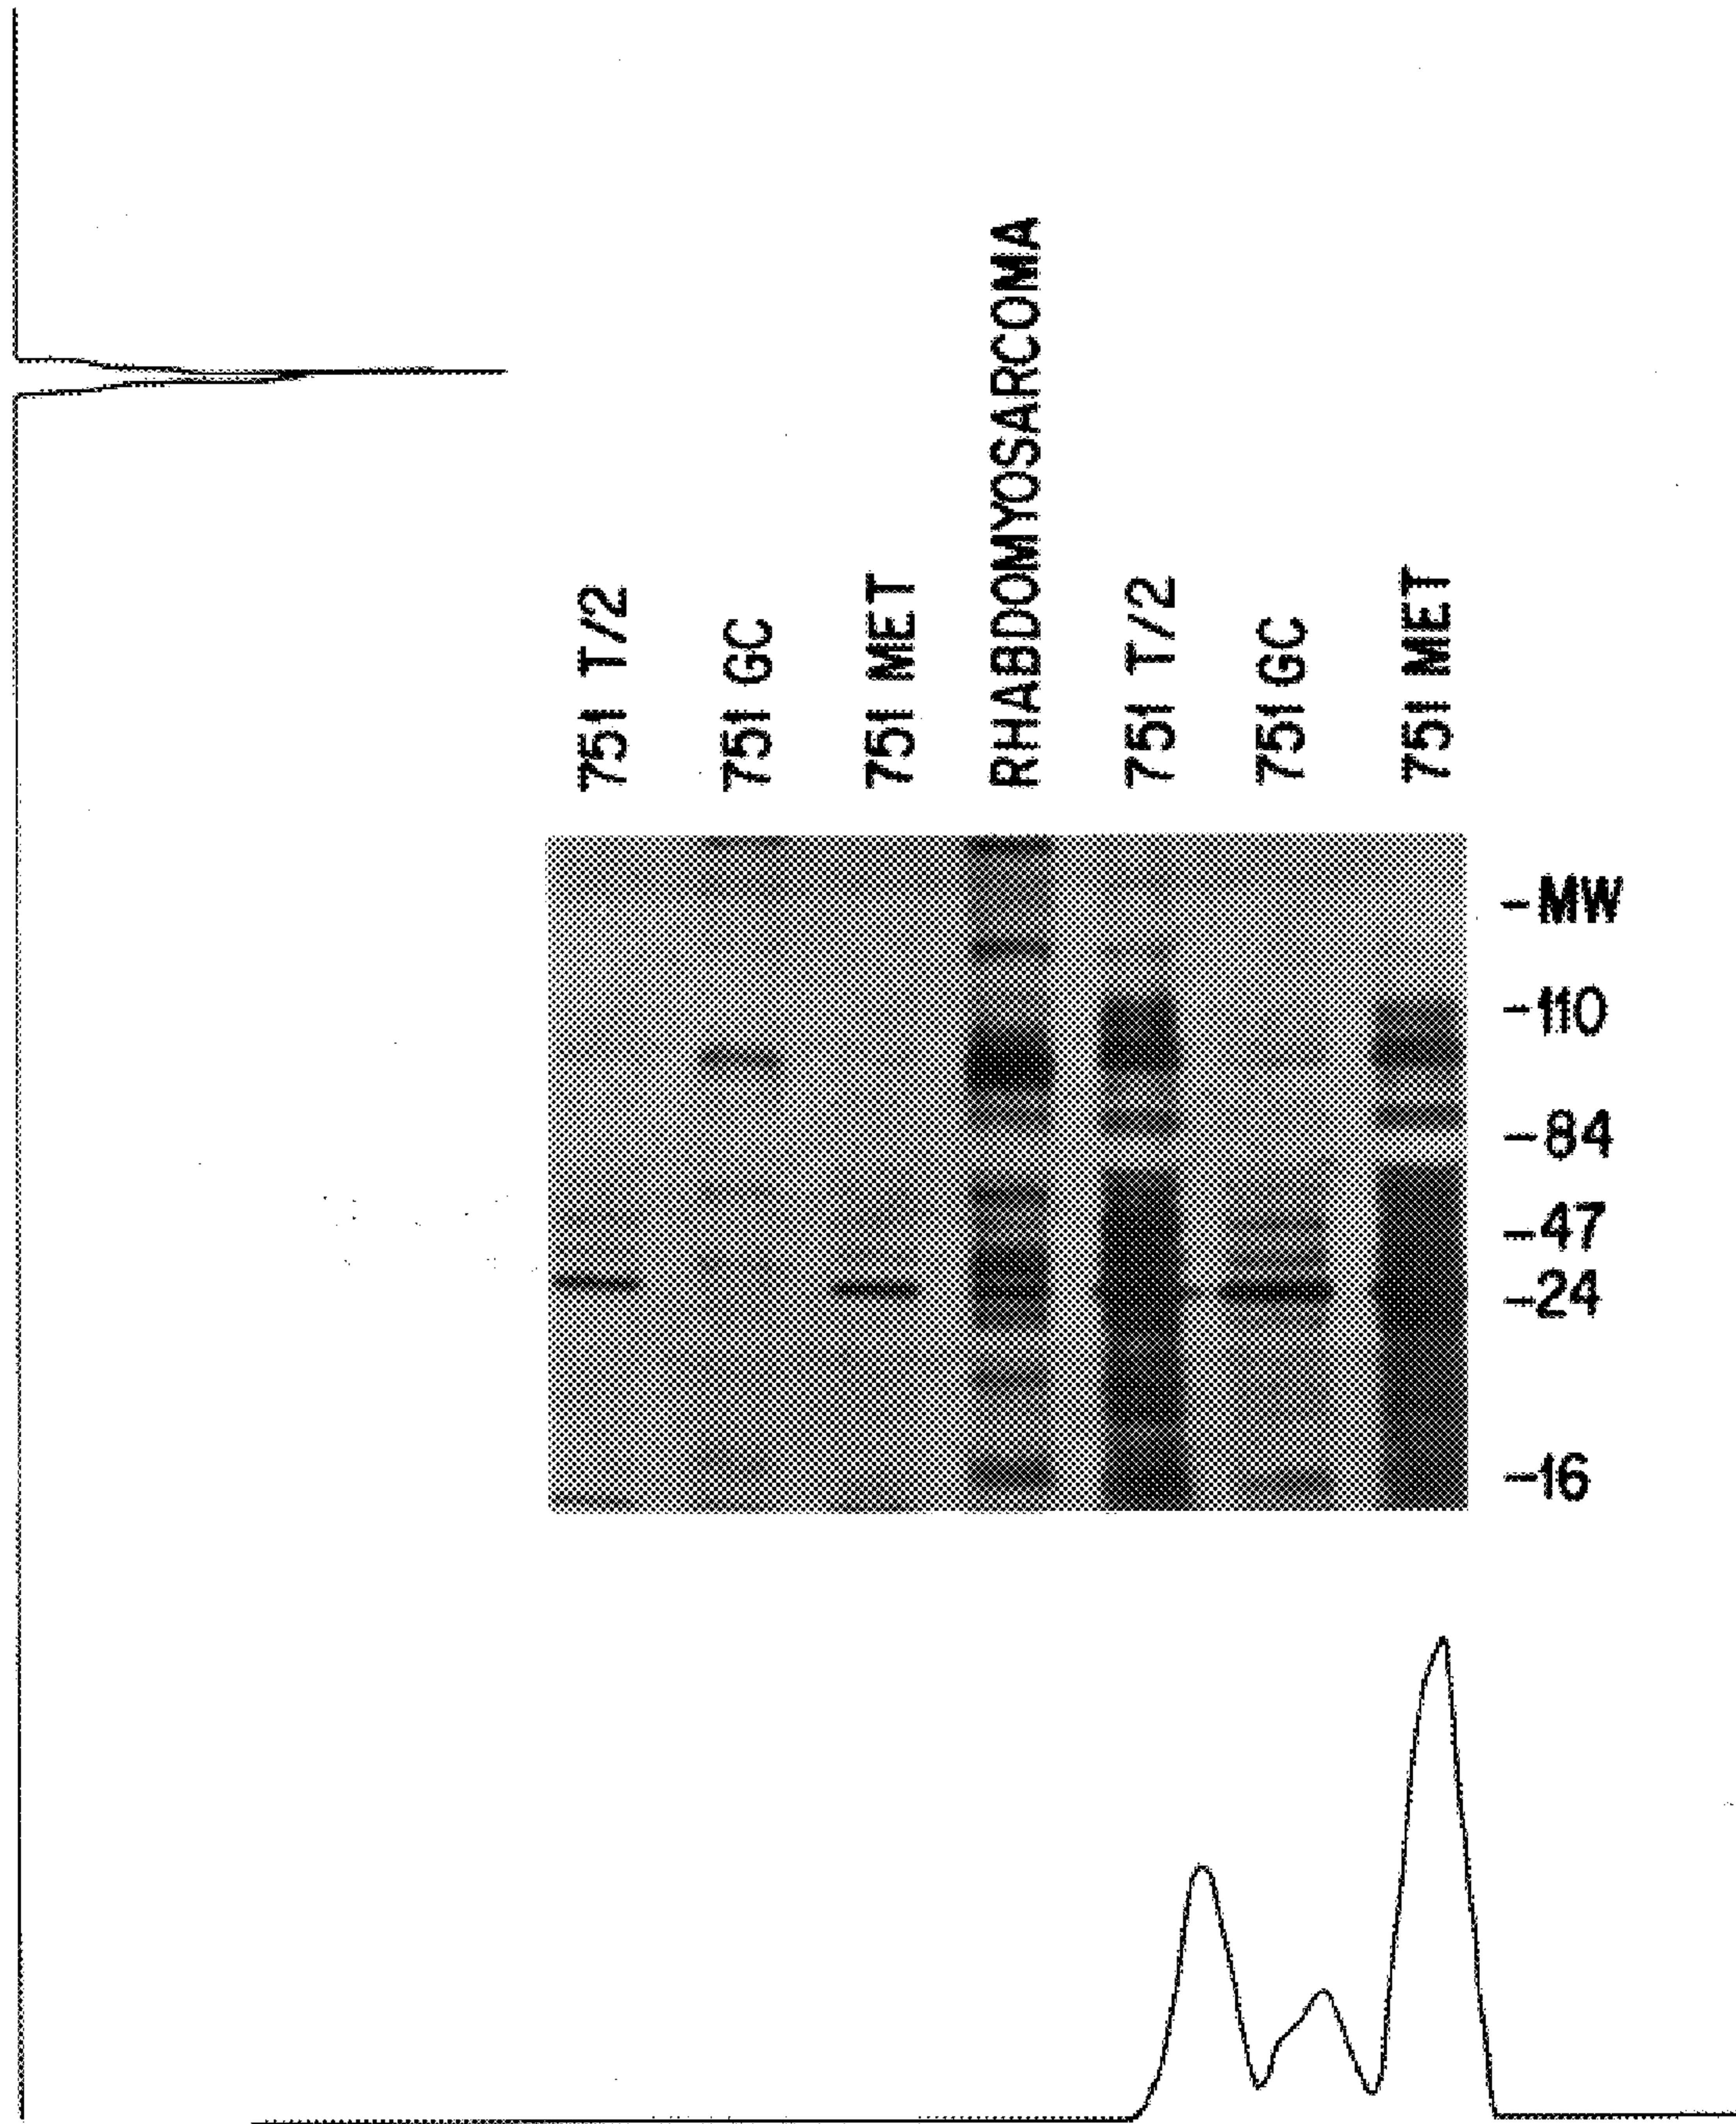 751 T/2
751 GC
751 MET
RHABDOMYOSARCOMA
751 T/2
751 GC
751 MET
-MW
-110
-84
-47
-24
-16